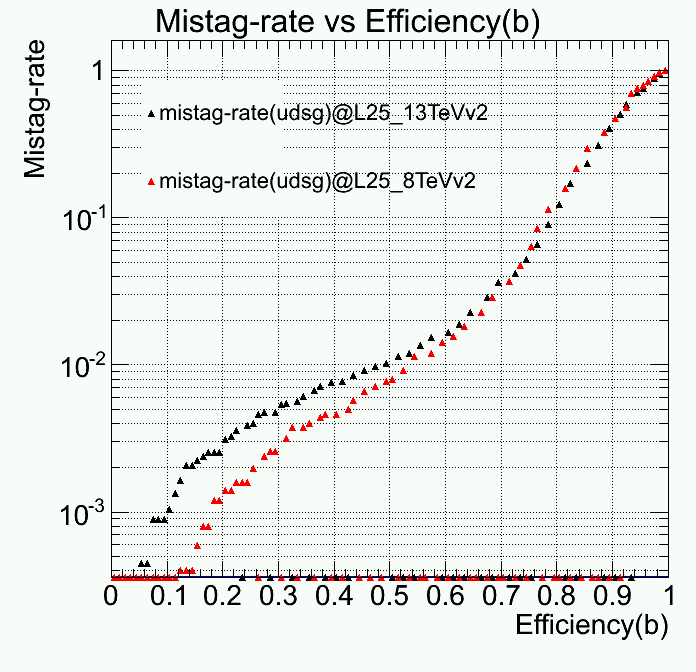 Mistag-rate vs Efficiency(b)
Mistag-rate
1
mistag-rate(udsg)@L25_13TeVv2
mistag-rate(udsg)@L25_8TeVv2
10-1
10-2
10-3
0 0.1 0.2 0.3 0.4 0.5 0.6 0.7 0.8 0.9 1
Efficiency(b)